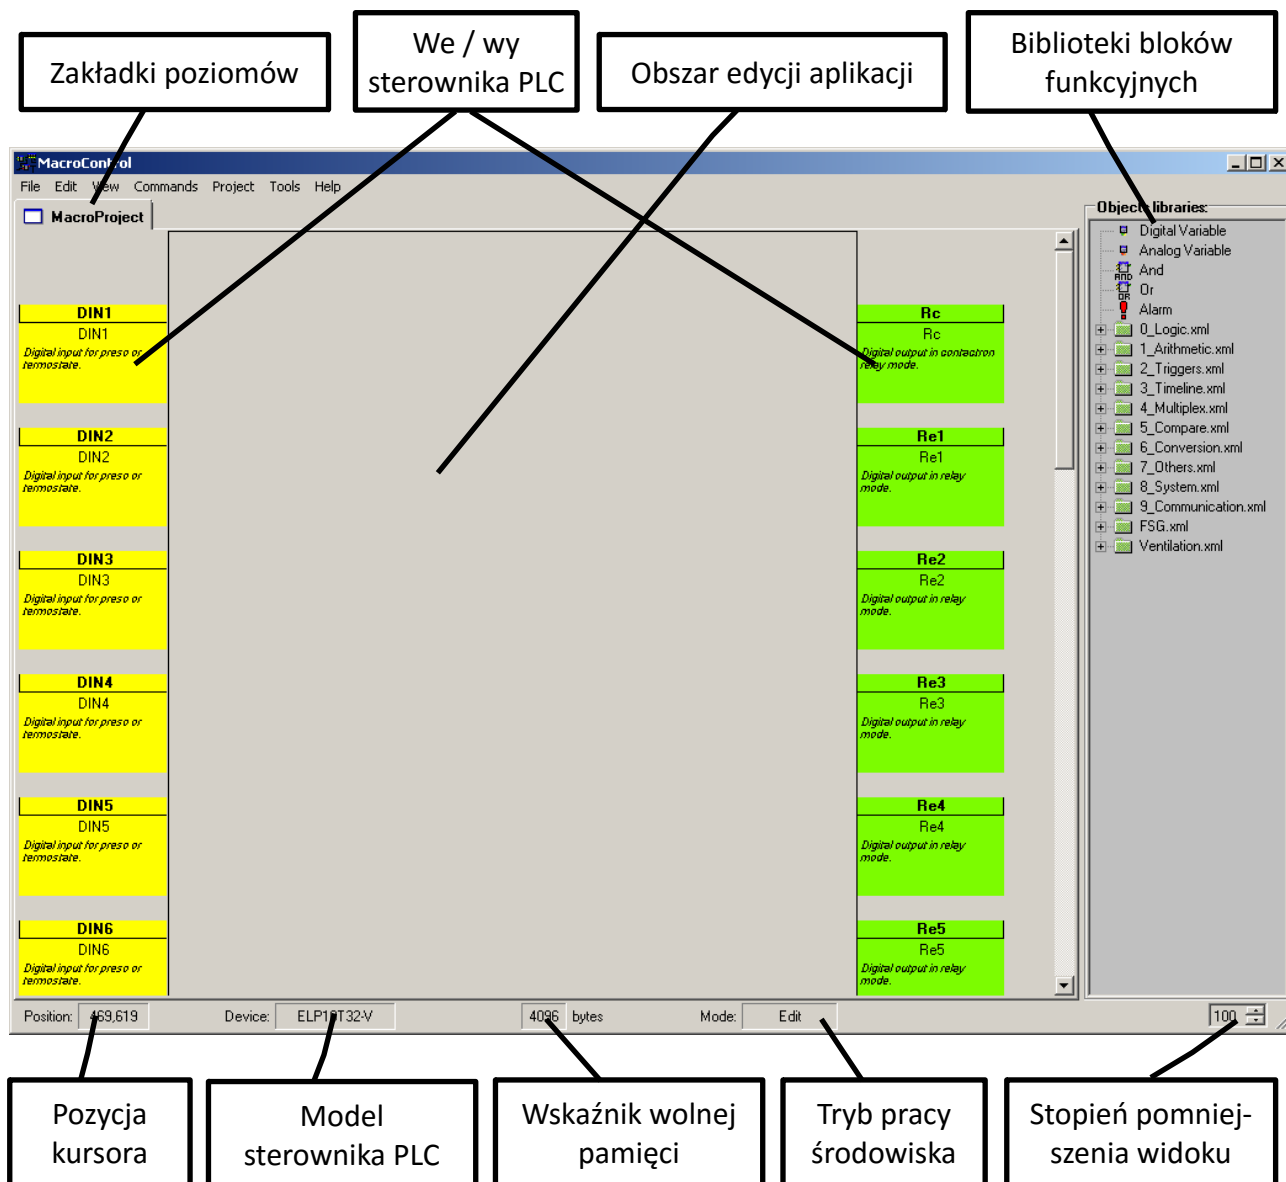 Zakładki poziomów
We / wy
sterownika PLC
Obszar edycji aplikacji
Biblioteki bloków
funkcyjnych
MacroControl
File Edit View Commands Project Tools Help
MacroProject
DIN1
DIN1
Digital input for preso or
termostate.
DIN2
DIN2
Digital input for preso or
termostate.
DIN3
DIN3
Digital input for preso or
termostate.
DIN4
DIN4
Digital input for preso or
termostate.
DIN5
DIN5
Digital input for preso or
termostate.
DIN6
DIN6
Digital input for preso or
termostate.
Rc
Rc
Digital output in contactron
relay mode.
Re1
Re1
Digital output in relay
mode.
Re2
Re2
Digital output in relay
mode.
Re3
Re3
Digital output in relay
mode.
Re4
Re4
Digital output in relay
mode.
Re5
Re5
Digital output in relay
mode.
Objects libraries:
Digital Variable
Analog Variable
AND And
OR Or
Alarm
0_Logic.xml
1_Arithmetic.xml
2_Triggers.xml
3_Timeline.xml
4_Multiplex.xml
5_Compare.xml
6_Conversion.xml
7_Others.xml
8_System.xml
9_Communication.xml
FSG.xml
Ventilation.xml
Position: 469,619 Device: 4096 bytes Mode: Edit 100
Pozycja
kursora
Model
sterownika PLC
Wskaźnik wolnej
pamięci
Tryb pracy
środowiska
Stopień pomniej-
szenia widoku